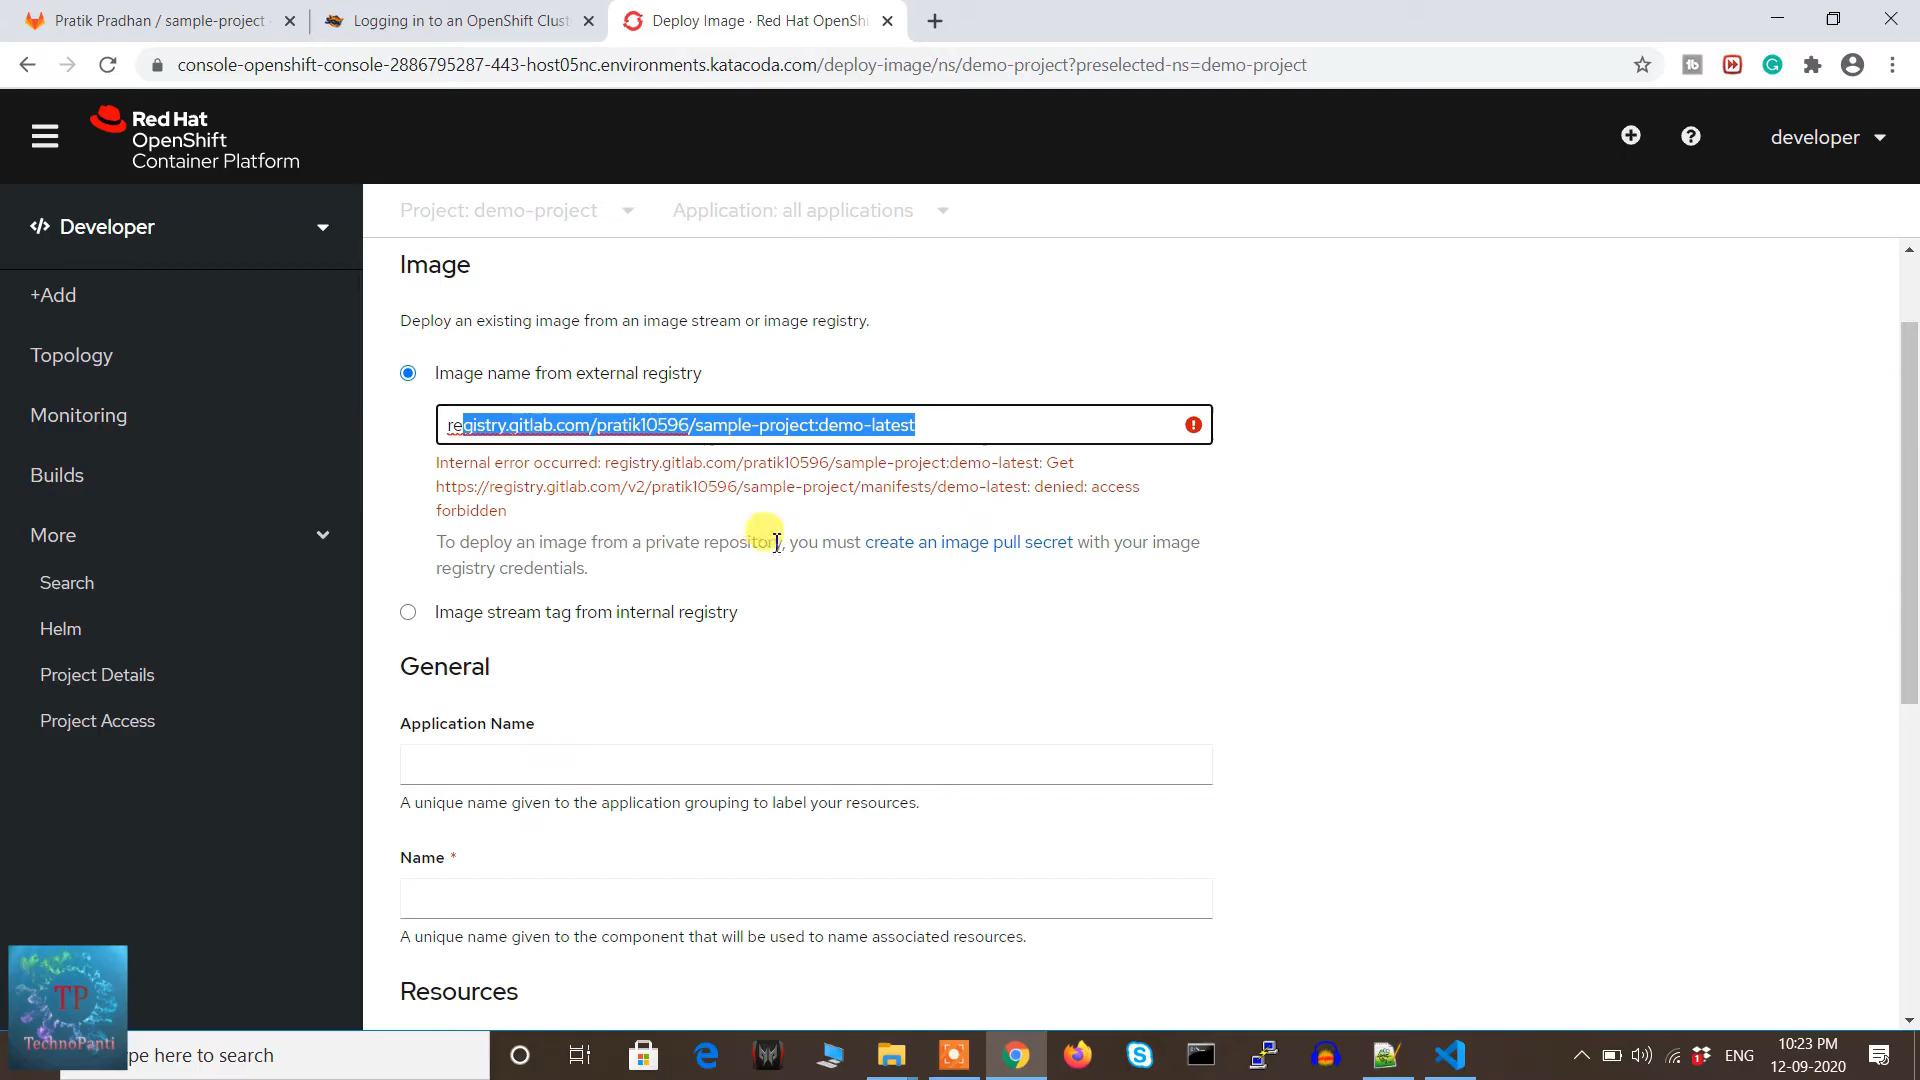 Pratik Pradhan / sample-project
Logging in to an OpenShift Clust
Deploy Image · Red Hat OpenShi
console-openshift-console-2886795287-443-host05nc.environments.katacoda.com/deploy-image/ns/demo-project?preselected-ns=demo-project
Red Hat
OpenShift
Container Platform
developer
Developer
Project: demo-project
Application: all applications
+Add
Topology
Monitoring
Builds
More
Search
Helm
Project Details
Project Access
Image
Deploy an existing image from an image stream or image registry.
Image name from external registry
registry.gitlab.com/pratik10596/sample-project:demo-latest
Internal error occurred: registry.gitlab.com/pratik10596/sample-project:demo-latest: Get
https://registry.gitlab.com/v2/pratik10596/sample-project/manifests/demo-latest: denied: access
forbidden
To deploy an image from a private repository, you must create an image pull secret with your image
registry credentials.
Image stream tag from internal registry
General
Application Name
A unique name given to the application grouping to label your resources.
Name *
A unique name given to the component that will be used to name associated resources.
Resources
TP
TechnoPanti
pe here to search
ENG
10:23 PM
12-09-2020